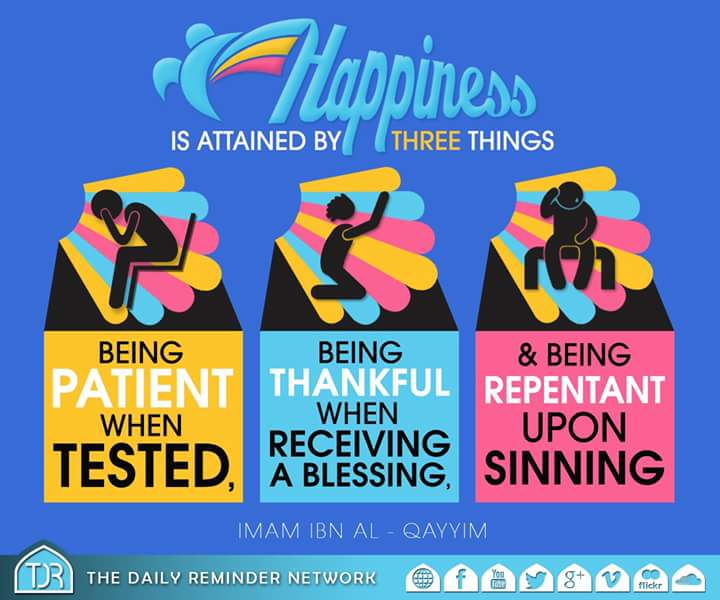 Happiness
IS ATTAINED BY THREE THINGS
BEING
PATIENT
WHEN
TESTED,
BEING
THANKFUL
WHEN
RECEIVING
A BLESSING,
& BEING
REPENTANT
UPON
SINNING
IMAM IBN AL - QAYYIM
TDR THE DAILY REMINDER NETWORK
f
You
Tube
g+
v
flickr